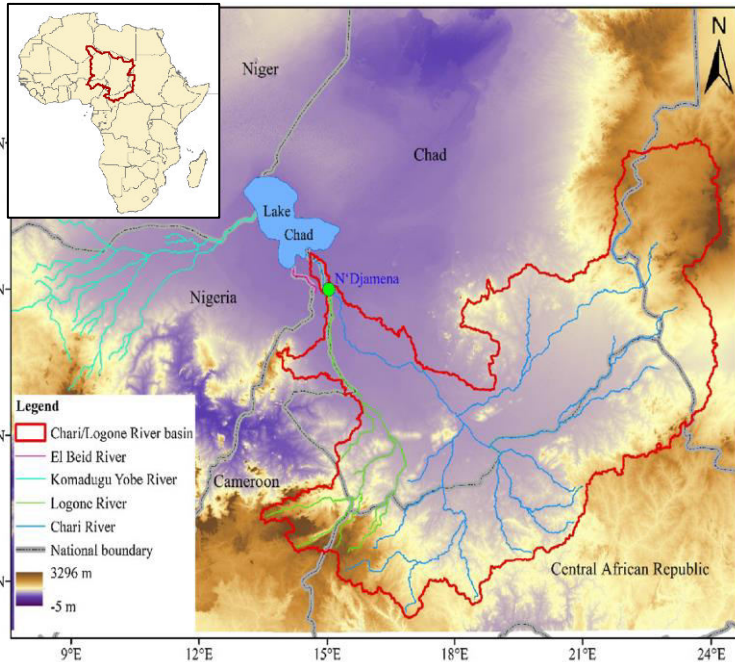 N
Niger
Chad
Lake
Chad
N'Djamena
Nigeria
Legend
Chari/Logone River basin
El Beid River
Komadugu Yobe River
Logone River
Chari River
National boundary
3296 m
-5 m
Cameroon
Central African Republic
9°E
12°E
15°E
18°E
21°E
24°E